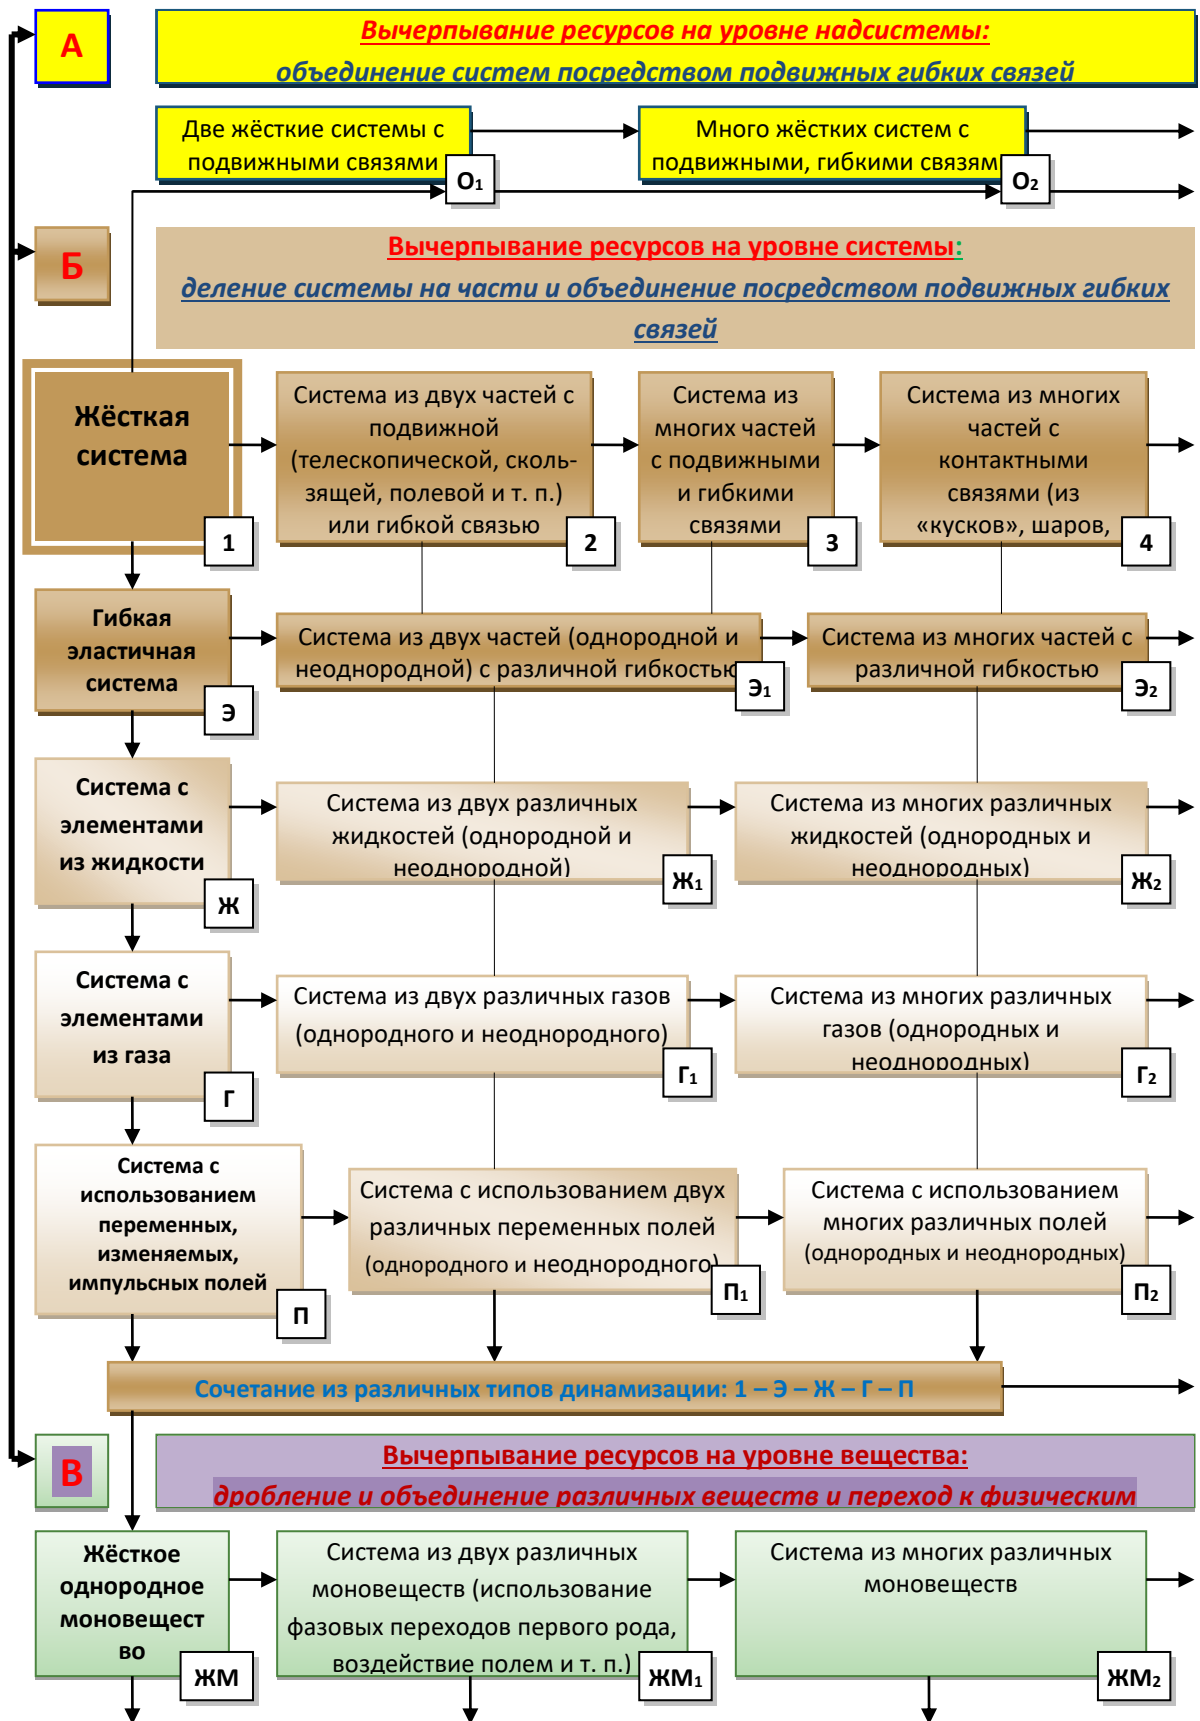 А
Вычерпывание ресурсов на уровне надсистемы:
объединение систем посредством подвижных гибких связей
Две жёсткие системы с
подвижными связями
О1
Много жёстких систем с
подвижными, гибкими связям
О2
Б
Вычерпывание ресурсов на уровне системы:
деление системы на части и объединение посредством подвижных гибких
связей
Жёсткая
система
1
Система из двух частей с
подвижной
(телескопической, сколь-
зящей, полевой и т. п.)
или гибкой связью
2
Система из
многих частей
с подвижными
и гибкими
связями
3
Система из многих
частей с
контактными
связями (из
«кусков», шаров,
4
Гибкая
эластичная
система
Э
Система из двух частей (однородной и
неоднородной) с различной гибкостью
Э1
Система из многих частей с
различной гибкостью
Э2
Система с
элементами
из жидкости
Ж
Система из двух различных
жидкостей (однородной и
неоднородной)
Ж1
Система из многих различных
жидкостей (однородных и
неоднородных)
Ж2
Система с
элементами
из газа
Г
Система из двух различных газов
(однородного и неоднородного)
Г1
Система из многих различных
газов (однородных и
неоднородных)
Г2
Система с
использованием
переменных,
изменяемых,
импульсных полей
П
Система с использованием двух
различных переменных полей
(однородного и неоднородного)
П1
Система с использованием
многих различных полей
(однородных и неоднородных)
П2
Сочетание из различных типов динамизации: 1 – Э – Ж – Г – П
В
Вычерпывание ресурсов на уровне вещества:
дробление и объединение различных веществ и переход к физическим
Жёсткое
однородное
моновещест
во
ЖМ
Система из двух различных
моновеществ (использование
фазовых переходов первого рода,
воздействие полем и т. п.)
ЖМ1
Система из многих различных
моновеществ
ЖМ2